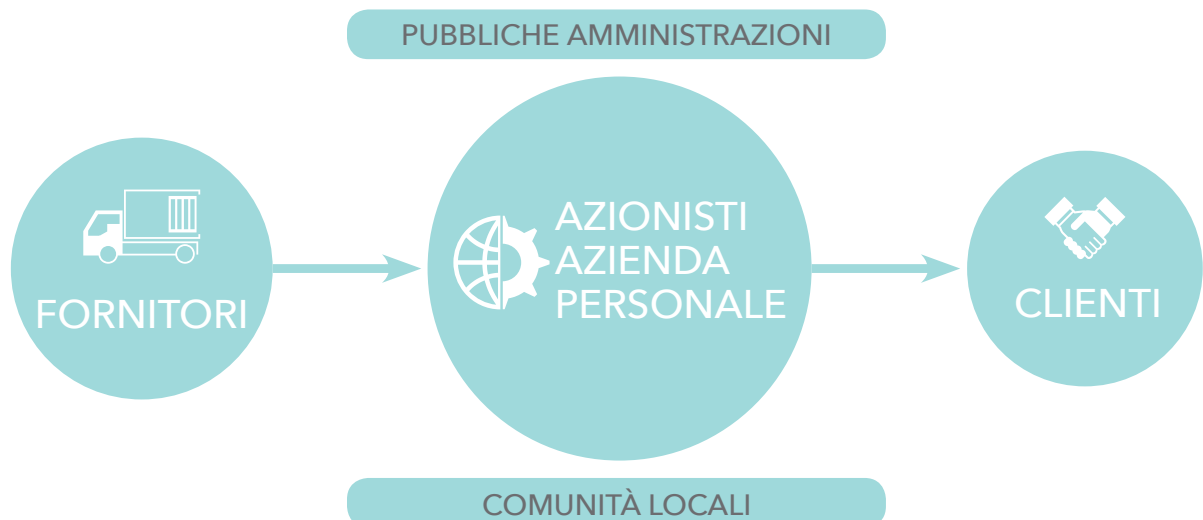 PUBBLICHE AMMINISTRAZIONI
FORNITORI
AZIONISTI
AZIENDA
PERSONALE
CLIENTI
COMUNITÀ LOCALI